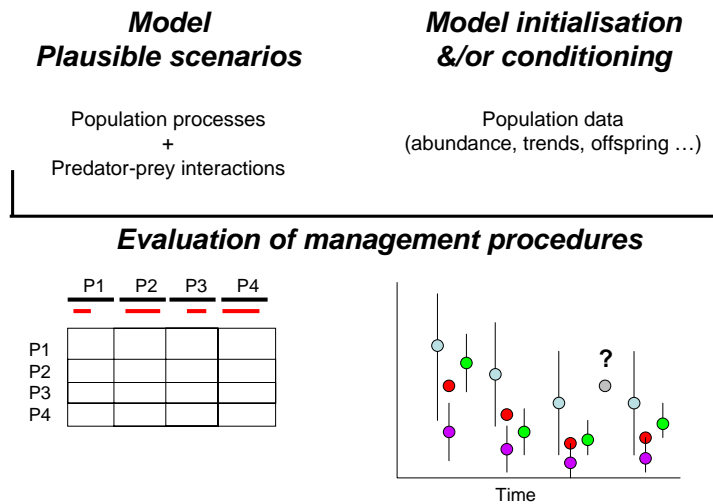 Model
Plausible scenarios
Population processes
+
Predator-prey interactions
Model initialisation
&/or conditioning
Population data
(abundance, trends, offspring …)
Evaluation of management procedures
P1 P2 P3 P4
P1
P2
P3
P4
?
Time